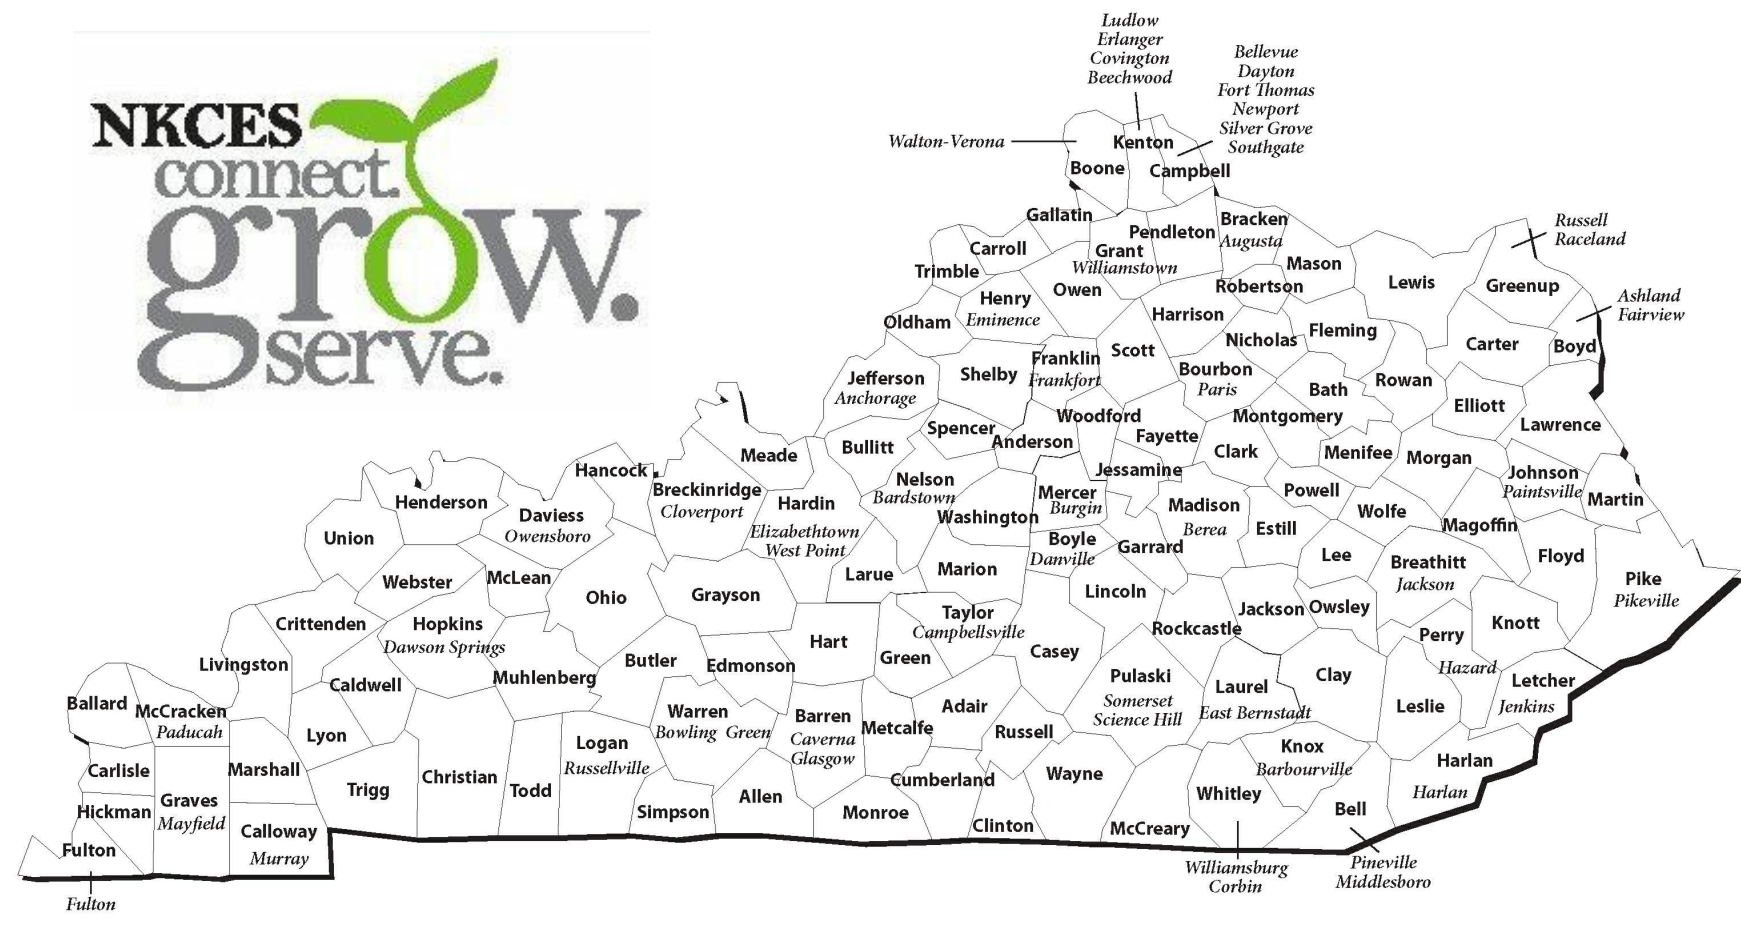 NKCES
connect.
grow.
serve.
Ludlow
Erlanger
Covington
Beechwood
Bellevue
Dayton
Fort Thomas
Newport
Silver Grove
Southgate
Walton-Verona
Kenton
Boone
Campbell
Gallatin
Bracken
Augusta
Pendleton
Carroll
Grant
Williamstown
Trimble
Mason
Russell
Raceland
Lewis
Greenup
Owen
Robertson
Henry
Eminence
Ashland
Fairview
Oldham
Harrison
Fleming
Nicholas
Carter
Boyd
Scott
Franklin
Frankfort
Shelby
Jefferson
Anchorage
Bourbon
Paris
Bath
Rowan
Elliott
Woodford
Montgomery
Lawrence
Spencer
Anderson
Fayette
Bullitt
Clark
Menifee
Morgan
Meade
Hancock
Jessamine
Johnson
Paintsville
Nelson
Bardstown
Breckinridge
Cloverport
Hardin
Elizabethtown
West Point
Mercer
Burgin
Powell
Martin
Henderson
Madison
Berea
Wolfe
Daviess
Owensboro
Washington
Estill
Magoffin
Union
Boyle
Danville
Garrard
Lee
Floyd
Breathitt
Jackson
Webster
McLean
Larue
Marion
Pike
Pikeville
Ohio
Grayson
Lincoln
Jackson
Owsley
Crittenden
Hopkins
Dawson Springs
Taylor
Campbellsville
Rockcastle
Knott
Perry
Hazard
Hart
Green
Casey
Livingston
Butler
Edmonson
Muhlenberg
Caldwell
Pulaski
Somerset
Science Hill
Laurel
East Bernstadt
Clay
Letcher
Jenkins
Ballard
McCracken
Paducah
Warren
Bowling Green
Barren
Caverna
Glasgow
Adair
Leslie
Lyon
Metcalfe
Russell
Logan
Russellville
Knox
Barbourville
Harlan
Harlan
Carlisle
Marshall
Christian
Cumberland
Wayne
Trigg
Todd
Allen
Whitley
Graves
Mayfield
Hickman
Simpson
Monroe
Bell
Calloway
Murray
Clinton
McCreary
Fulton
Fulton
Williamsburg
Corbin
Pineville
Middlesboro